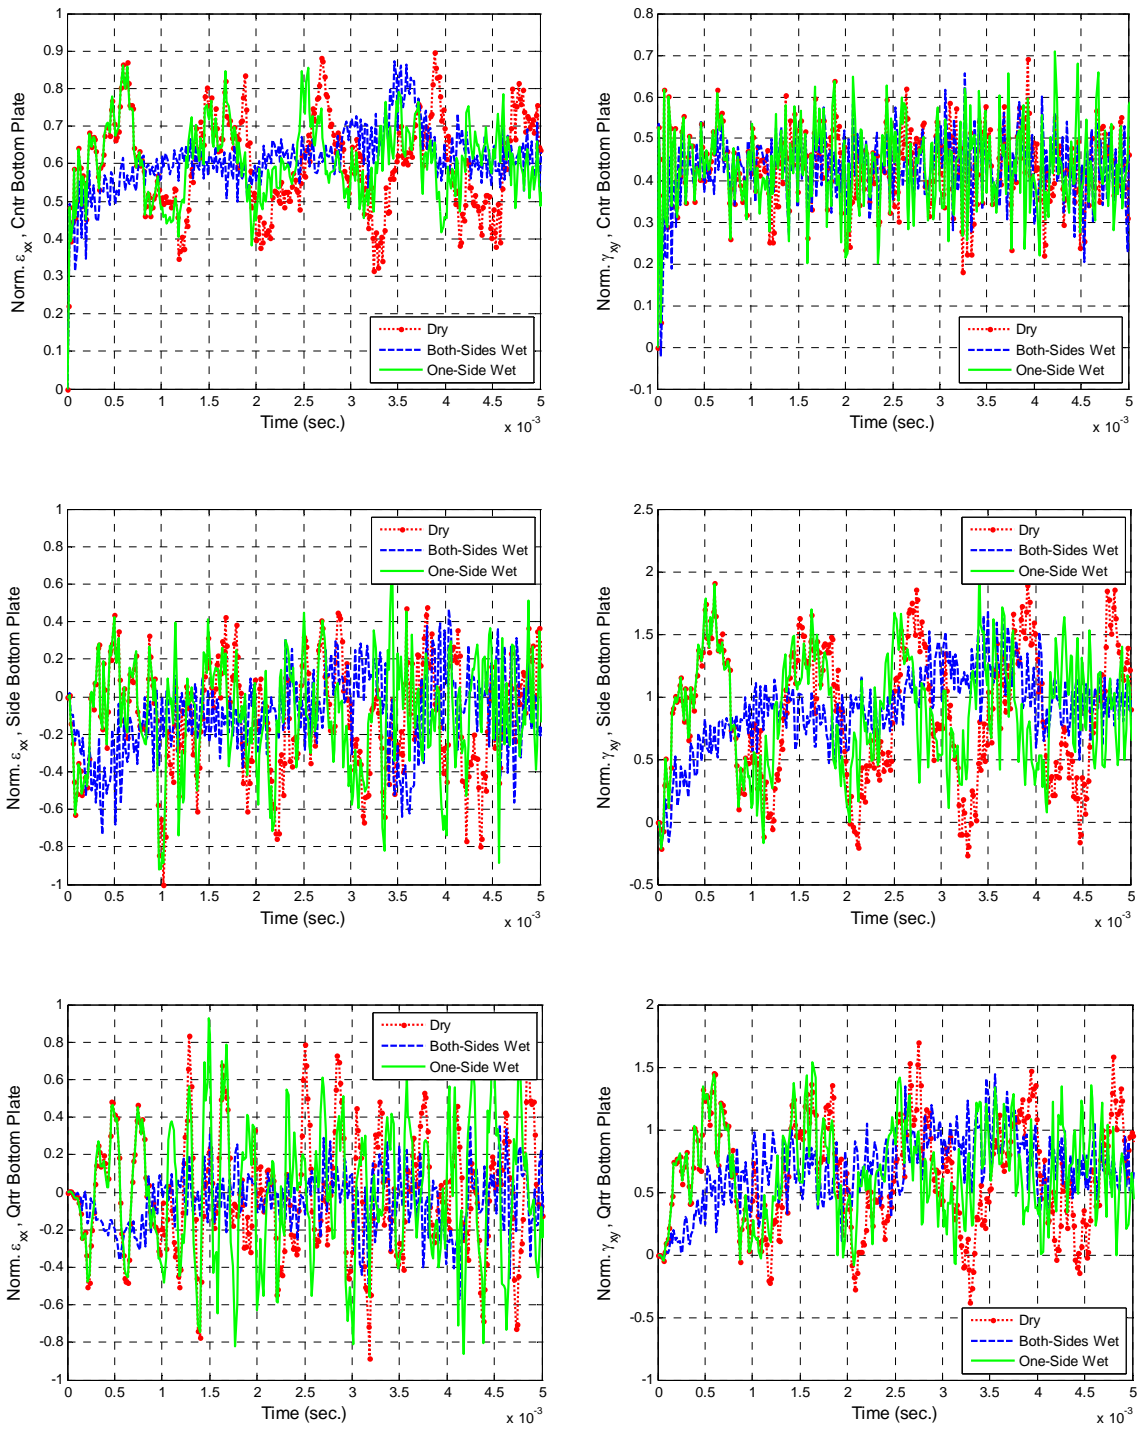 Norm. ε_xx, Cntr Bottom Plate
1
0.9
0.8
0.7
0.6
0.5
0.4
0.3
0.2
0.1
0
Dry
Both-Sides Wet
One-Side Wet
0 0.5 1 1.5 2 2.5 3 3.5 4 4.5 5
Time (sec.)
x 10^-3
Norm. γ_xy, Cntr Bottom Plate
0.8
0.7
0.6
0.5
0.4
0.3
0.2
0.1
0
-0.1
Dry
Both-Sides Wet
One-Side Wet
0 0.5 1 1.5 2 2.5 3 3.5 4 4.5 5
Time (sec.)
x 10^-3
Norm. ε_xx, Side Bottom Plate
1
0.8
0.6
0.4
0.2
0
-0.2
-0.4
-0.6
-0.8
-1
Dry
Both-Sides Wet
One-Side Wet
0 0.5 1 1.5 2 2.5 3 3.5 4 4.5 5
Time (sec.)
x 10^-3
Norm. γ_xy, Side Bottom Plate
2.5
2
1.5
1
0.5
0
-0.5
Dry
Both-Sides Wet
One-Side Wet
0 0.5 1 1.5 2 2.5 3 3.5 4 4.5 5
Time (sec.)
x 10^-3
Norm. ε_xx, Qrtr Bottom Plate
1
0.8
0.6
0.4
0.2
0
-0.2
-0.4
-0.6
-0.8
-1
Dry
Both-Sides Wet
One-Side Wet
0 0.5 1 1.5 2 2.5 3 3.5 4 4.5 5
Time (sec.)
x 10^-3
Norm. γ_xy, Qrtr Bottom Plate
2
1.5
1
0.5
0
-0.5
-1
Dry
Both-Sides Wet
One-Side Wet
0 0.5 1 1.5 2 2.5 3 3.5 4 4.5 5
Time (sec.)
x 10^-3